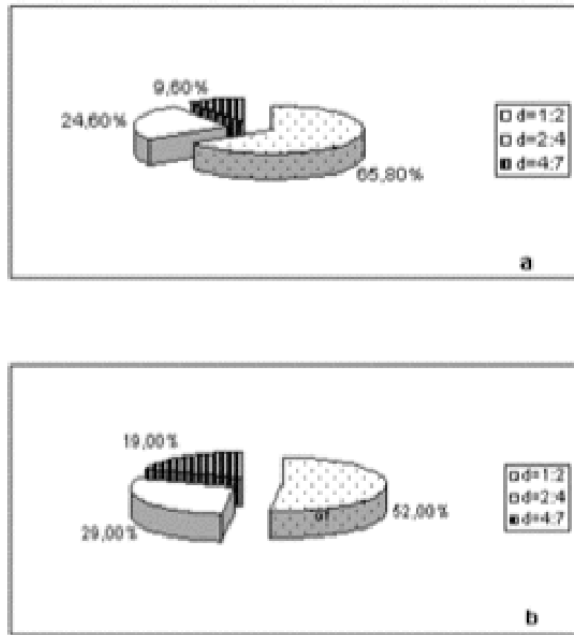 9,60%
24,60%
65,80%
d=1:2
d=2:4
d=4:7
a
19,00%
29,00%
52,00%
d=1:2
d=2:4
d=4:7
b